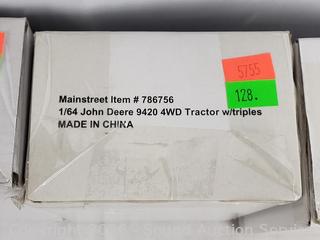 5755
128.
Mainstreet Item # 786756
1/64 John Deere 9420 4WD Tractor w/triples
MADE IN CHINA